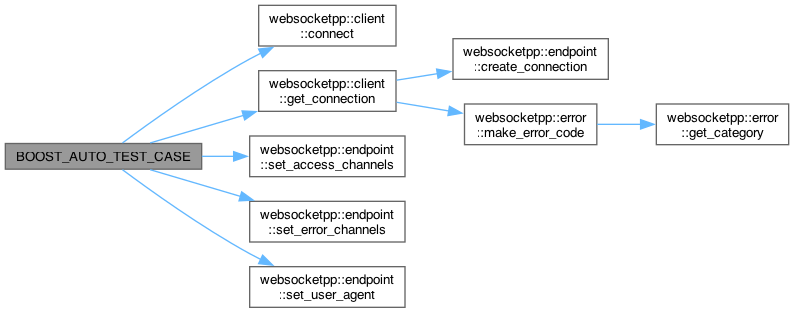 websocketpp::client
::connect
websocketpp::client
::get_connection
websocketpp::endpoint
::create_connection
websocketpp::error
::make_error_code
websocketpp::error
::get_category
BOOST_AUTO_TEST_CASE
websocketpp::endpoint
::set_access_channels
websocketpp::endpoint
::set_error_channels
websocketpp::endpoint
::set_user_agent